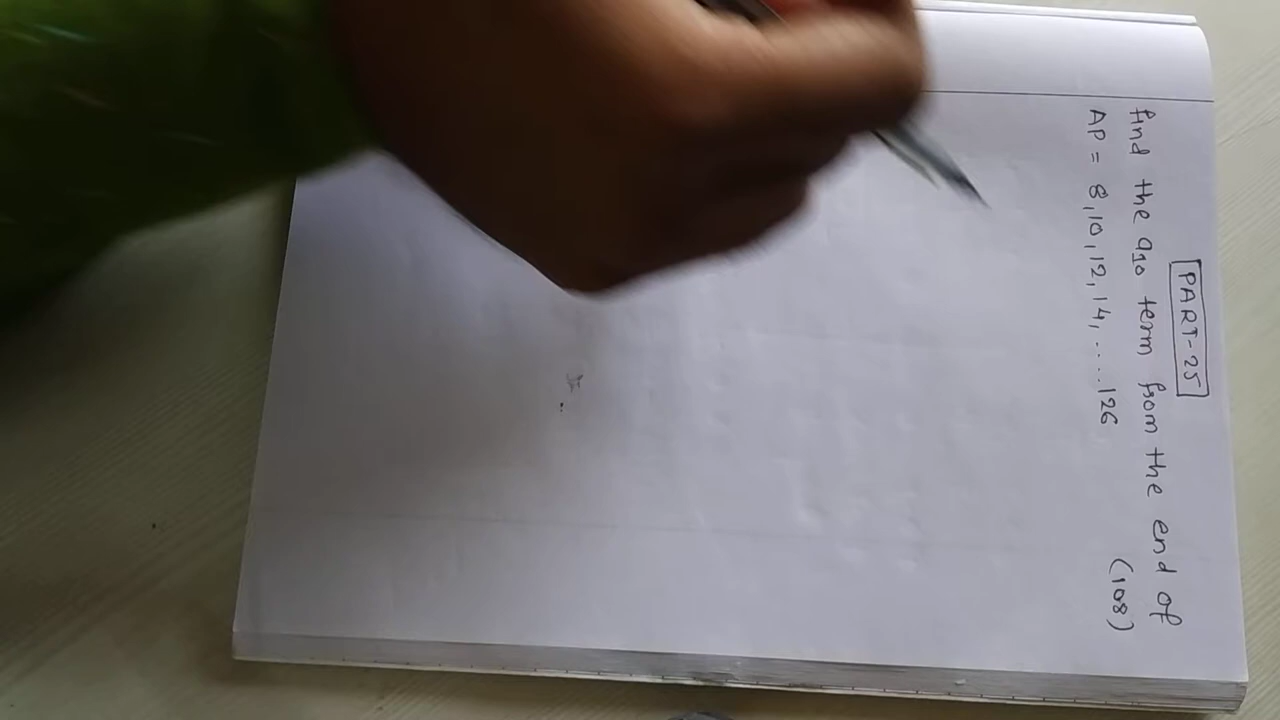 PART-25
find the a10 term from the end of
AP = 8,10,12,14,.....126 (108)